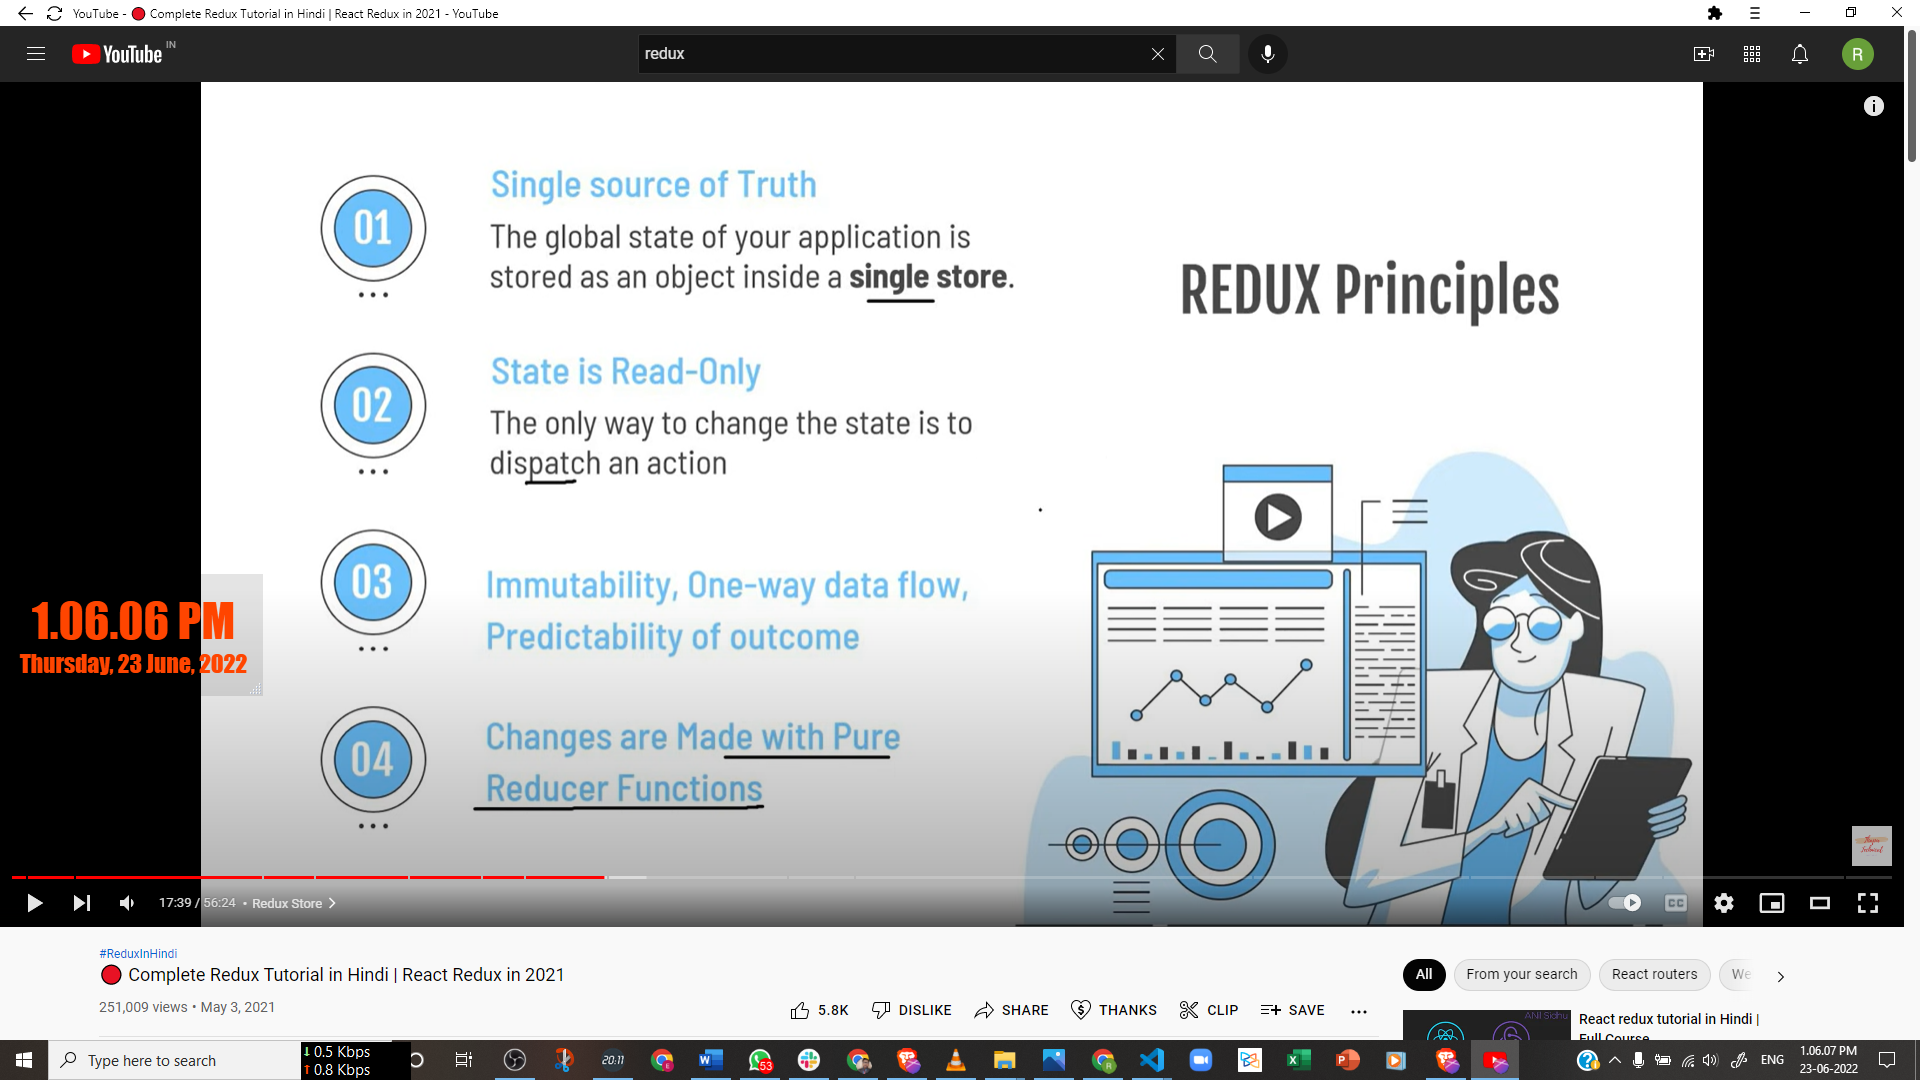 YouTube - 🔴 Complete Redux Tutorial in Hindi | React Redux in 2021 - YouTube
YouTube IN
redux
R
01
Single source of Truth
The global state of your application is
stored as an object inside a single store.
REDUX Principles
02
State is Read-Only
The only way to change the state is to
dispatch an action
03
Immutability, One-way data flow,
Predictability of outcome
1.06.06 PM
Thursday, 23 June, 2022
04
Changes are Made with Pure
Reducer Functions
17:39 / 56:24 • Redux Store
CC
#ReduxInHindi
🔴 Complete Redux Tutorial in Hindi | React Redux in 2021
251,009 views • May 3, 2021
5.8K DISLIKE SHARE THANKS CLIP SAVE
All From your search React routers We
Anil Sidhu
React redux tutorial in Hindi |
Full Course
Type here to search
↓ 0.5 Kbps
↑ 0.8 Kbps
20:11
53
ENG
1.06.07 PM
23-06-2022